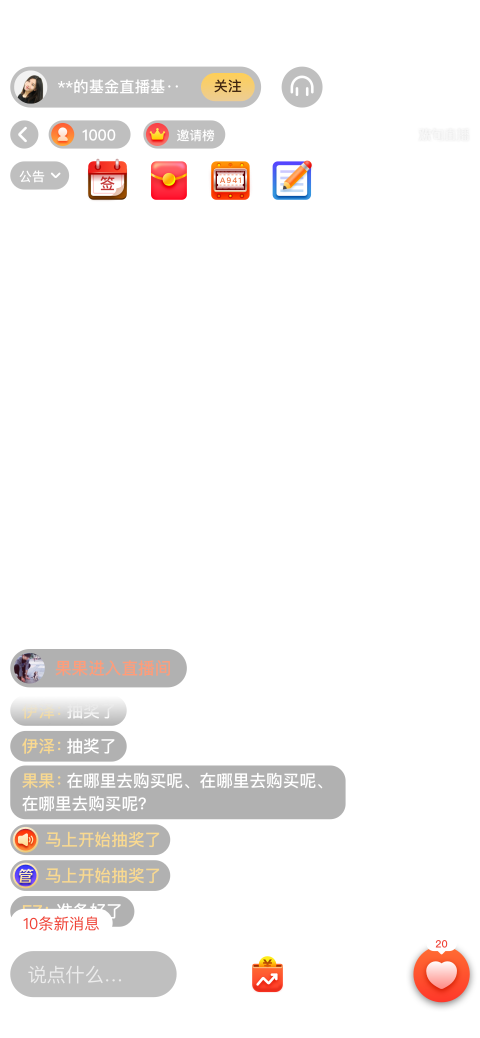 **的基金直播基··
关注
1000
邀请榜
公告
签
A941
果果进入直播间
伊泽：抽奖了
伊泽：抽奖了
果果：在哪里去购买呢、在哪里去购买呢、
在哪里去购买呢？
马上开始抽奖了
管 马上开始抽奖了
准备好了
10条新消息
说点什么...
20